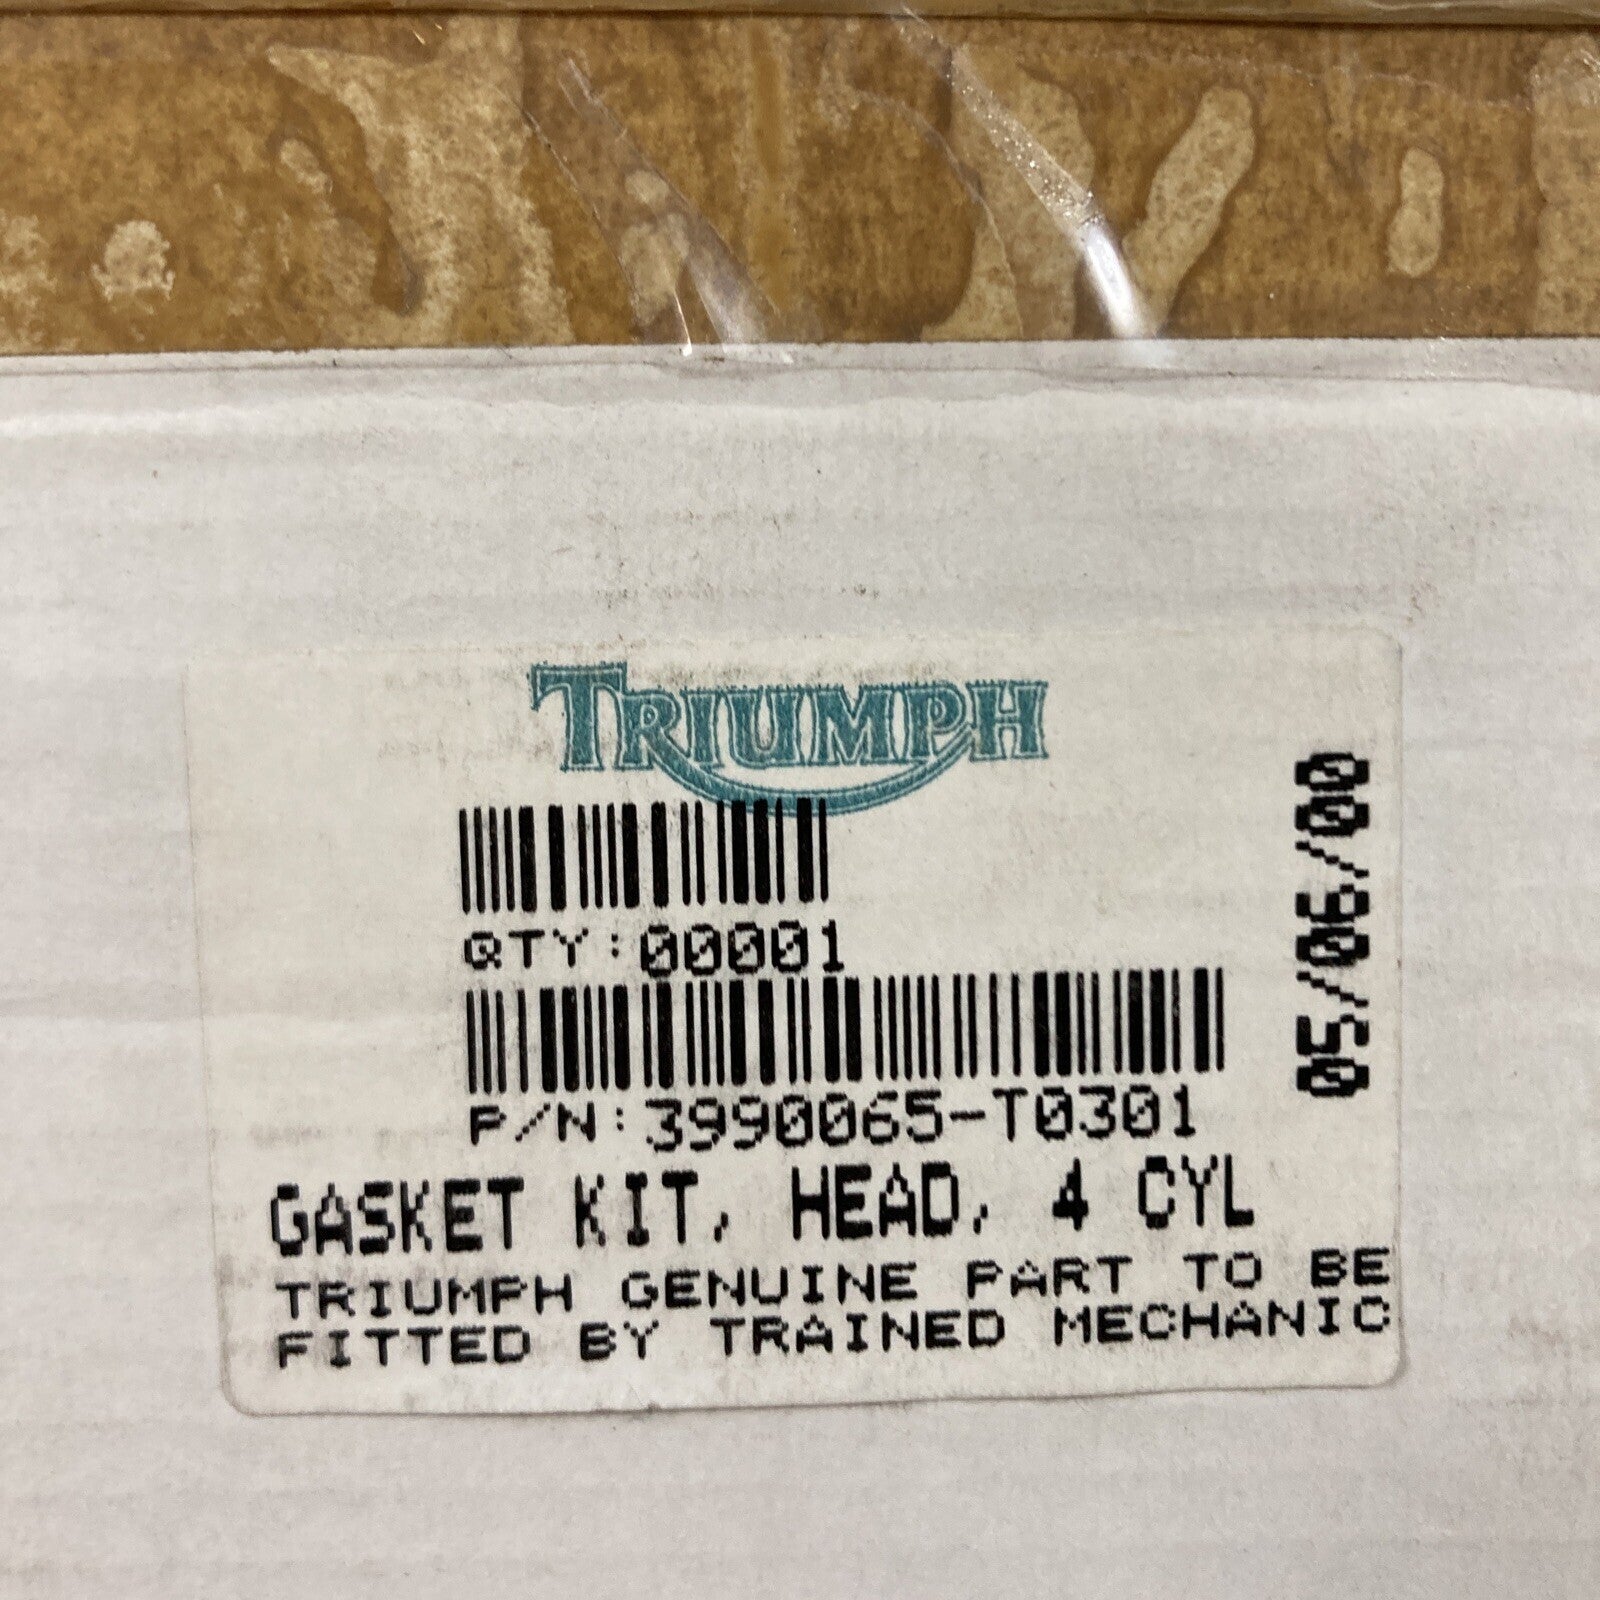 TRIUMPH
QTY:00001
P/N:3990065-T0301
GASKET KIT, HEAD, 4 CYL
TRIUMPH GENUINE PART TO BE
FITTED BY TRAINED MECHANIC
05/06/00